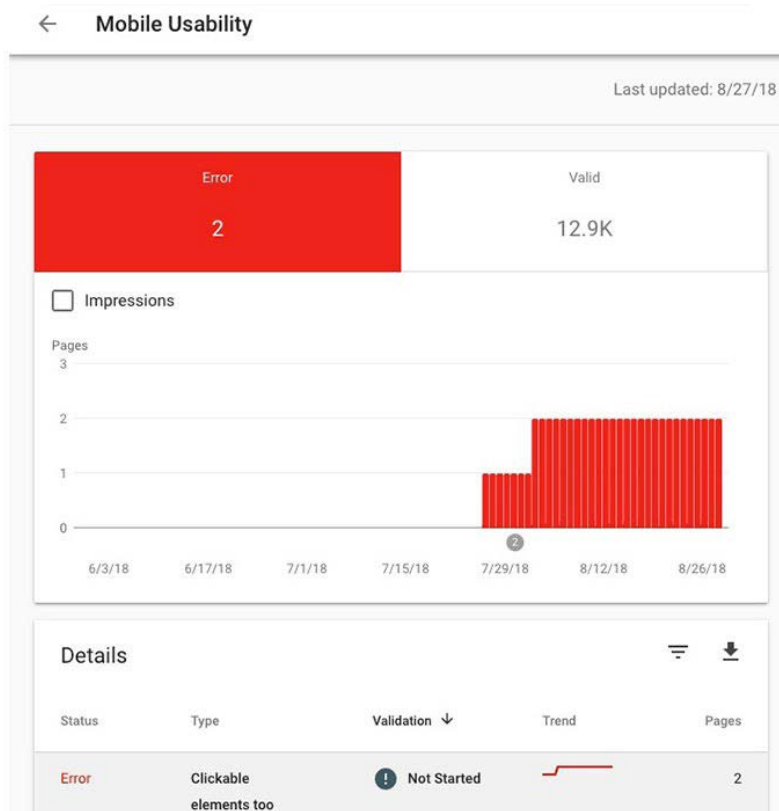 Mobile Usability
Last updated: 8/27/18
Error
Valid
2
12.9K
Impressions
Pages
3
2
1
0
2
6/3/18 6/17/18 7/1/18 7/15/18 7/29/18 8/12/18 8/26/18
Details
Status Type Validation Trend Pages
Error Clickable Not Started 2
elements too